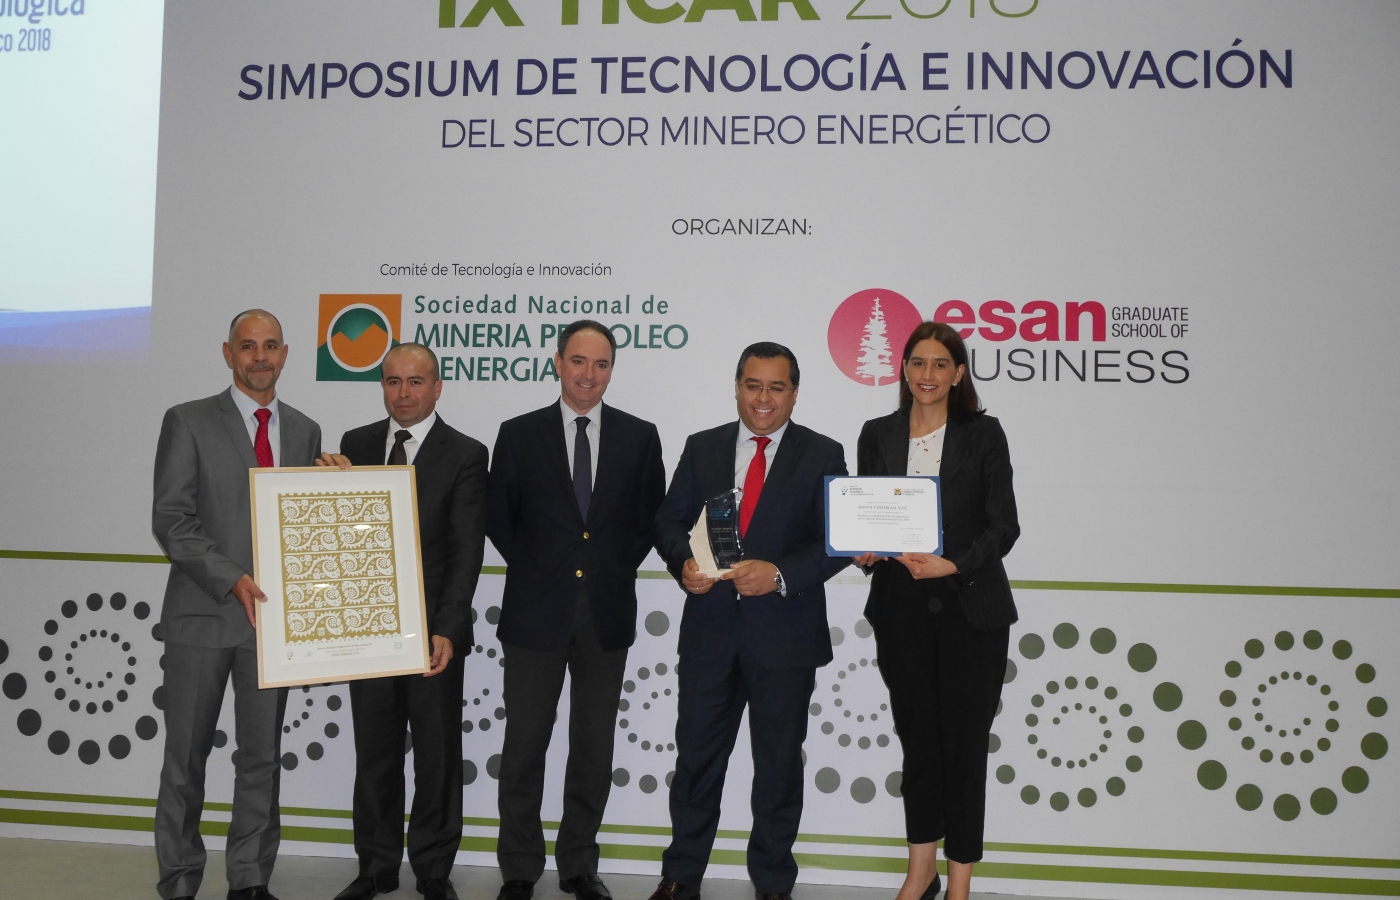 ológica
co 2018
IX TICAR 2018
SIMPOSIUM DE TECNOLOGÍA E INNOVACIÓN
DEL SECTOR MINERO ENERGÉTICO
ORGANIZAN:
Comité de Tecnología e Innovación
Sociedad Nacional de
MINERIA PE OLEO
ENERGIA
esan
GRADUATE
SCHOOL OF
USINESS